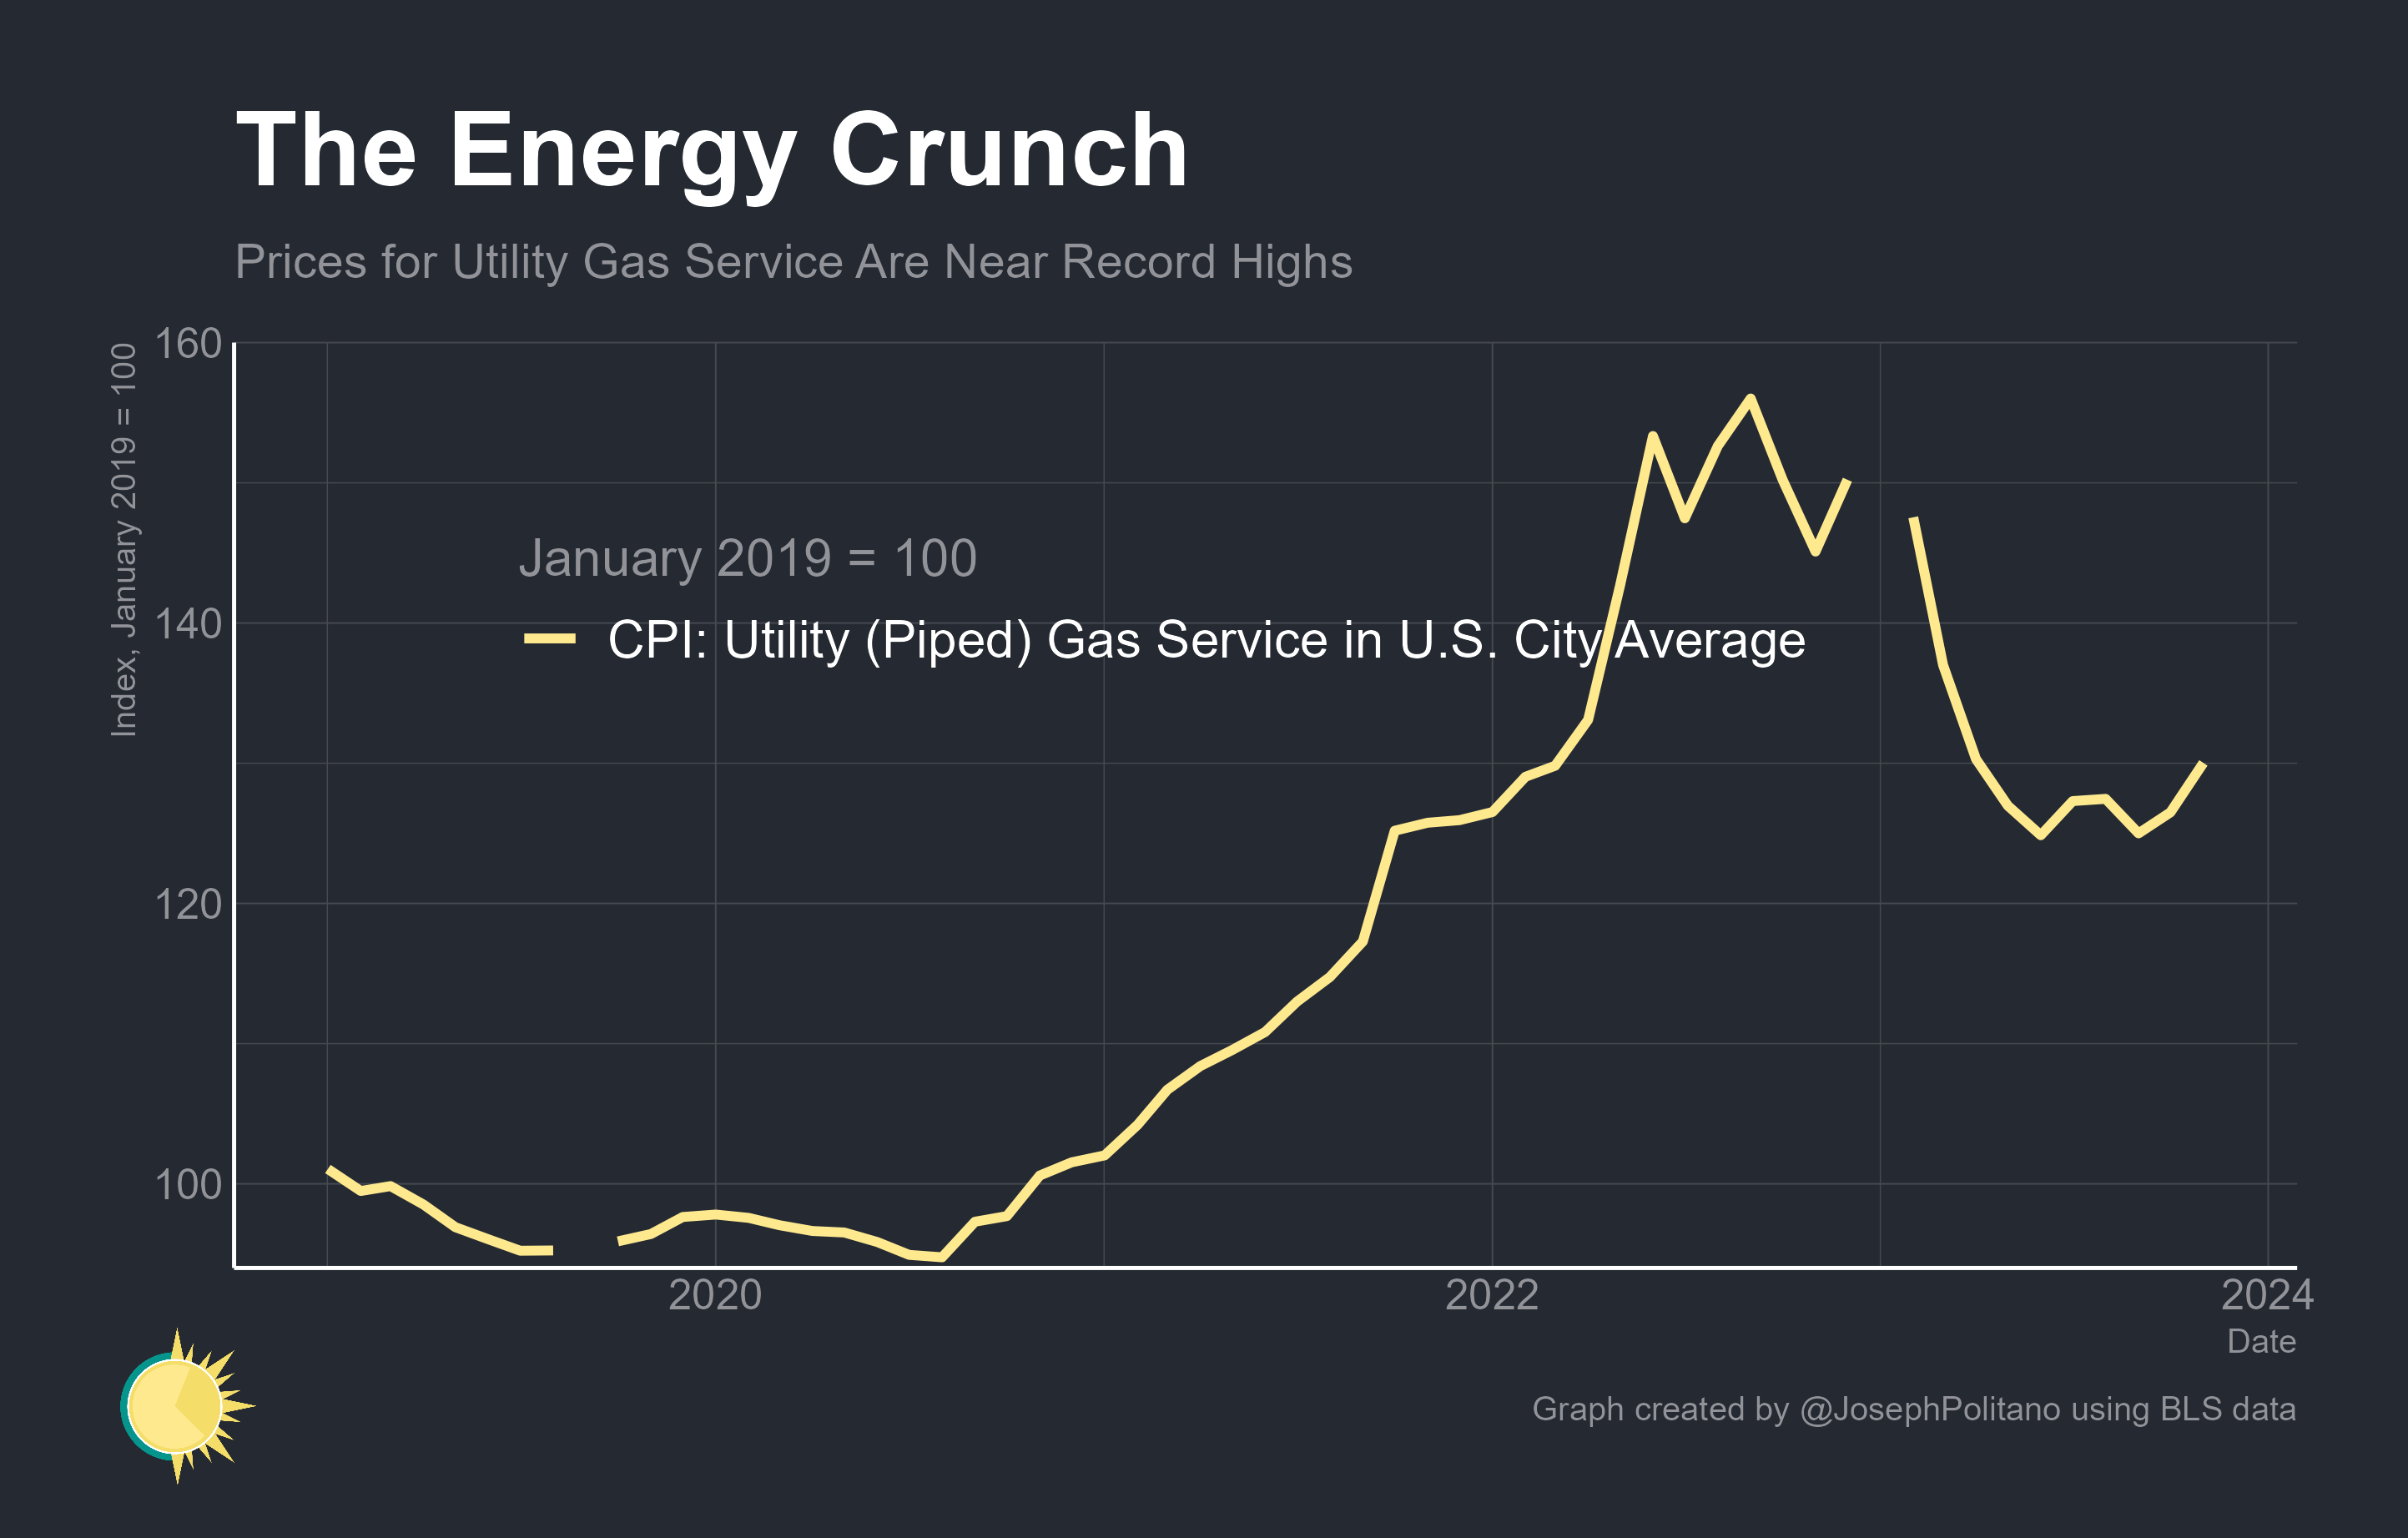 The Energy Crunch
Prices for Utility Gas Service Are Near Record Highs
Index, January 2019 = 100
160
140
120
100
January 2019 = 100
CPI: Utility (Piped) Gas Service in U.S. City Average
2020
2022
2024
Date
Graph created by @JosephPolitano using BLS data